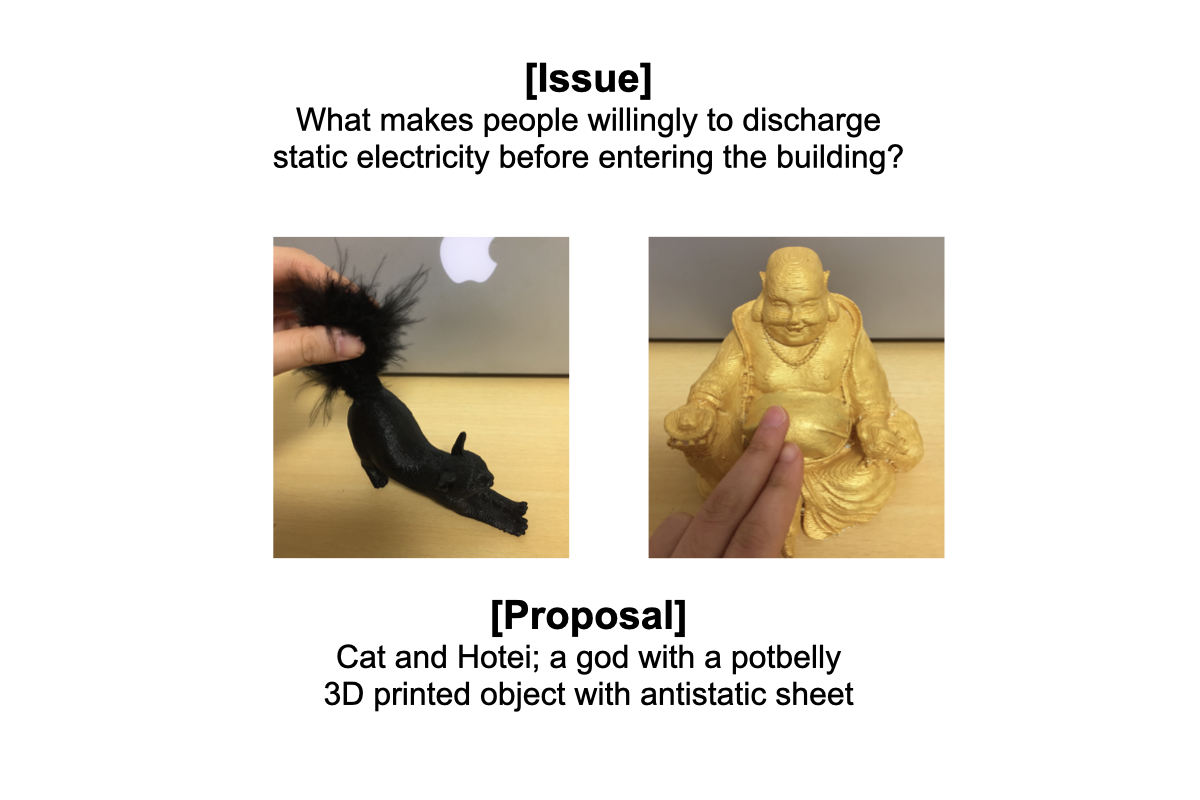 [Issue]
What makes people willingly to discharge
static electricity before entering the building?
[Proposal]
Cat and Hotei; a god with a potbelly
3D printed object with antistatic sheet